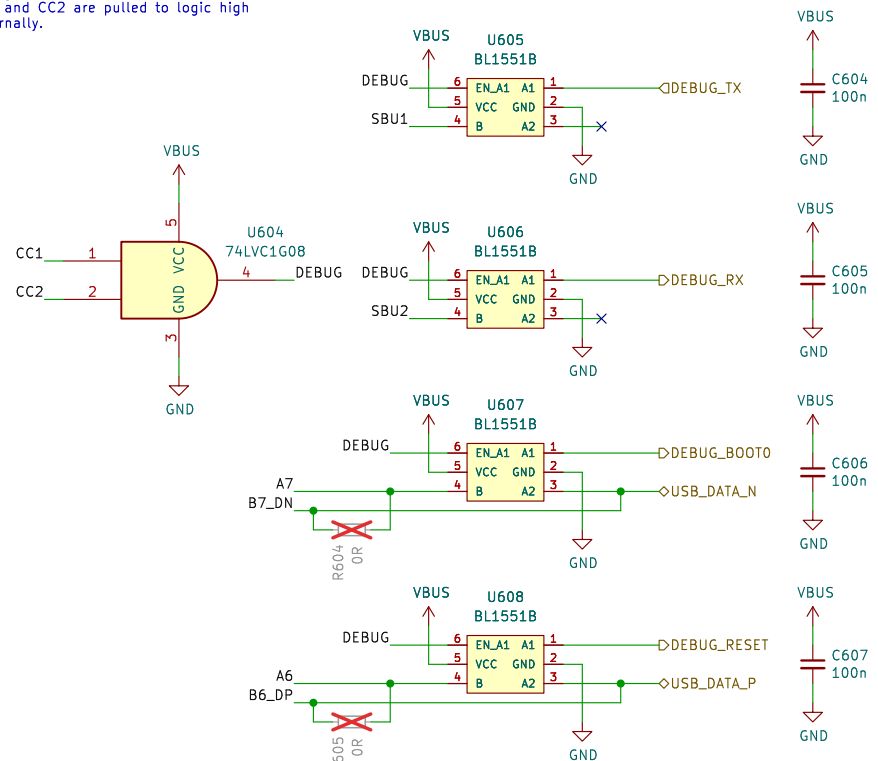 and CC2 are pulled to logic high
rnally.
VBUS
5
CC1
1
CC2
2
VCC
GND
U604
74LVC1G08
4
DEBUG
3
GND
VBUS
U605
BL1551B
DEBUG
6
EN_A1
A1
1
DEBUG_TX
5
VCC
GND
2
SBU1
4
B
A2
3
GND
VBUS
C604
100n
GND
VBUS
U606
BL1551B
DEBUG
6
EN_A1
A1
1
DEBUG_RX
5
VCC
GND
2
SBU2
4
B
A2
3
GND
VBUS
C605
100n
GND
VBUS
U607
BL1551B
DEBUG
6
EN_A1
A1
1
DEBUG_BOOT0
5
VCC
GND
2
A7
4
B
A2
3
USB_DATA_N
B7_DN
R604
0R
GND
VBUS
C606
100n
GND
VBUS
U608
BL1551B
DEBUG
6
EN_A1
A1
1
DEBUG_RESET
5
VCC
GND
2
A6
4
B
A2
3
USB_DATA_P
B6_DP
605
0R
GND
VBUS
C607
100n
GND